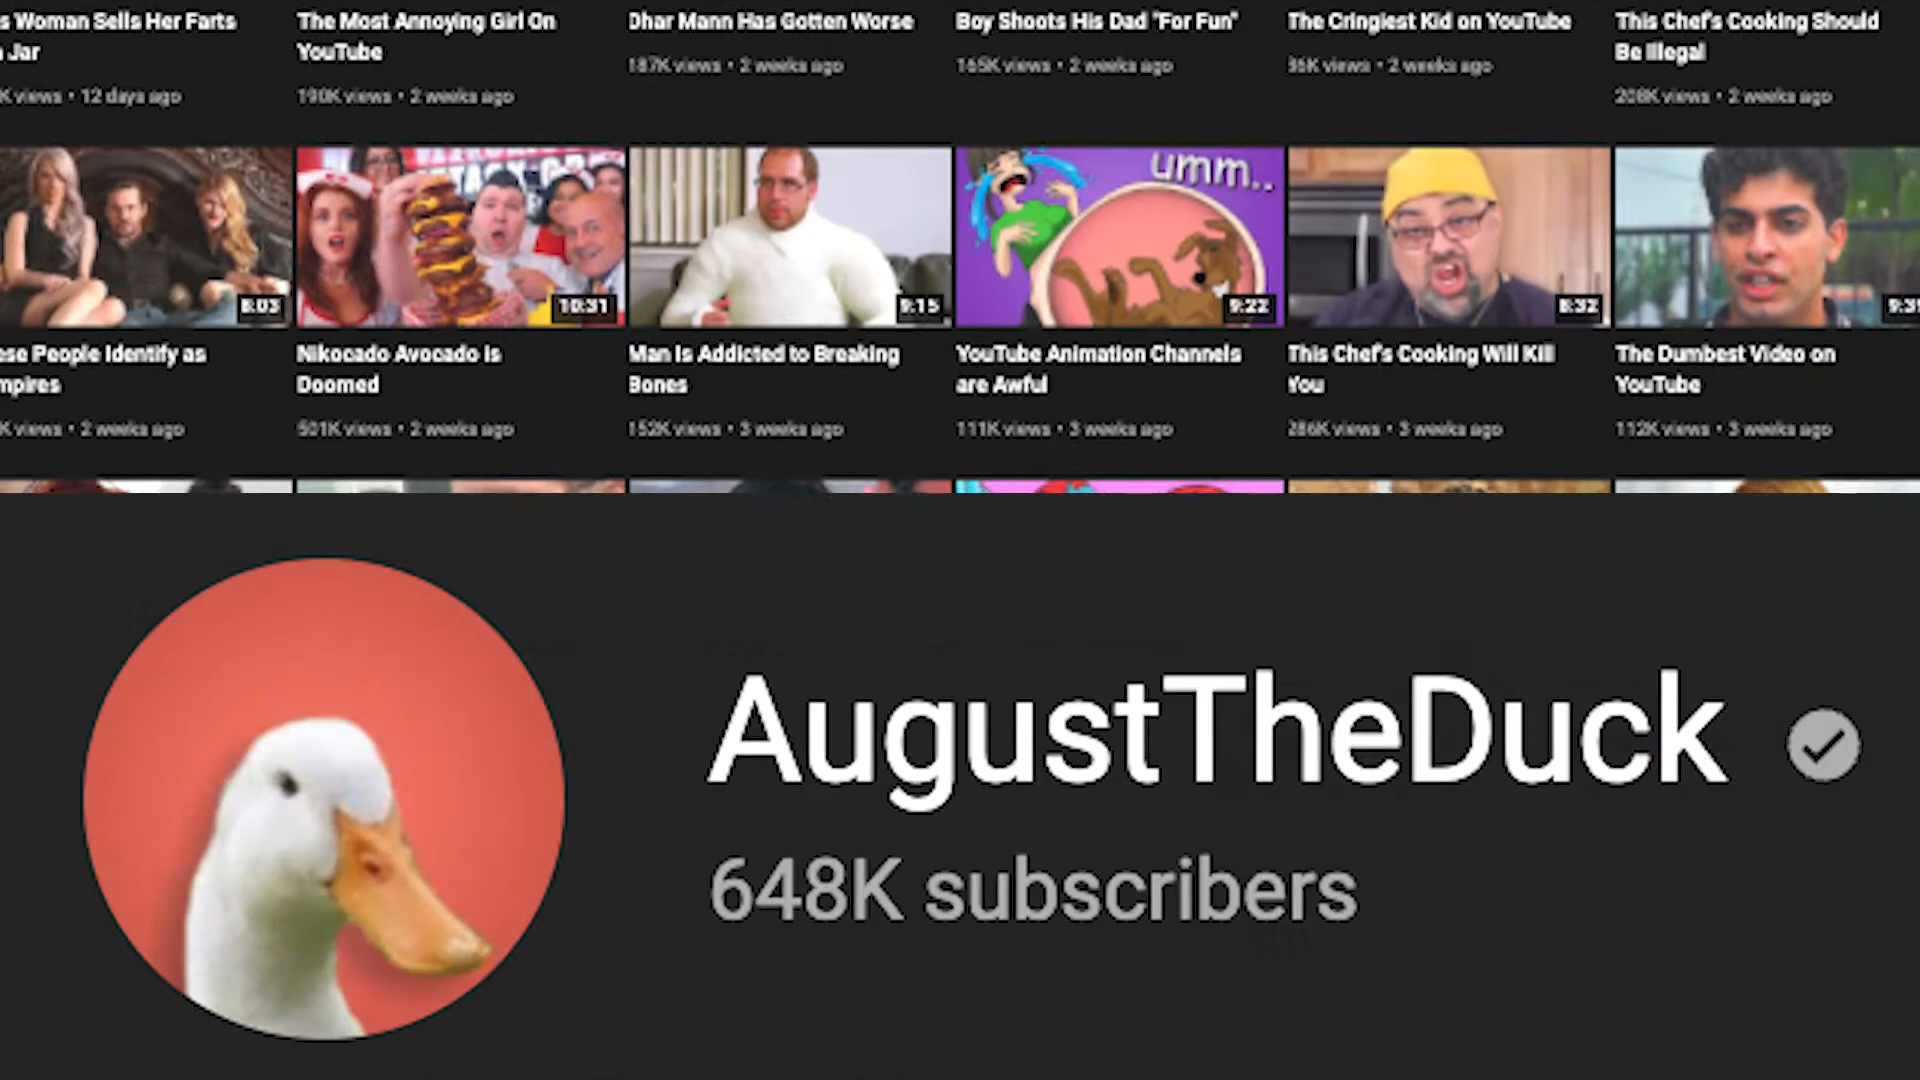 s Woman Sells Her Farts
Jar
K views • 12 days ago
The Most Annoying Girl On
YouTube
190K views • 2 weeks ago
Dhar Mann Has Gotten Worse
187K views • 2 weeks ago
Boy Shoots His Dad "For Fun"
165K views • 2 weeks ago
The Cringiest Kid on YouTube
36K views • 2 weeks ago
This Chef's Cooking Should
Be Illegal
208K views • 2 weeks ago
8:03
10:31
9:15
umm..
9:22
8:32
ese People Identify as
mpires
K views • 2 weeks ago
Nikocado Avocado Is
Doomed
501K views • 2 weeks ago
Man Is Addicted to Breaking
Bones
152K views • 3 weeks ago
YouTube Animation Channels
are Awful
111K views • 3 weeks ago
This Chef's Cooking Will Kill
You
286K views • 3 weeks ago
The Dumbest Video on
YouTube
112K views • 3 weeks ago
AugustTheDuck
648K subscribers